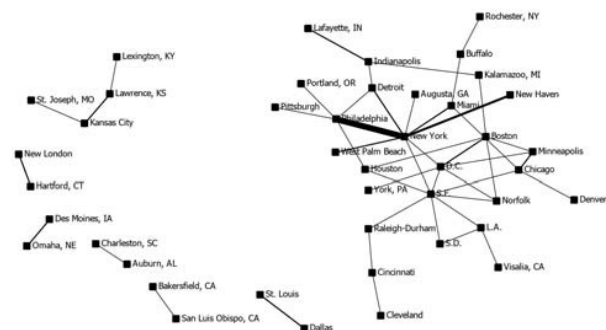 Rochester, NY
Lafayette, IN
Buffalo
Lexington, KY
Indianapolis
Kalamazoo, MI
Portland, OR
Detroit
Lawrence, KS
Augusta, GA
New Haven
St. Joseph, MO
Pittsburgh
Miami
Philadelphia
Kansas City
New York
Boston
New London
West Palm Beach
Minneapolis
D.C.
Houston
Chicago
Hartford, CT
York, PA
S.F.
Norfolk
Denver
Des Moines, IA
Raleigh-Durham
L.A.
Omaha, NE
Charleston, SC
S.D.
Auburn, AL
Visalia, CA
Cincinnati
Bakersfield, CA
St. Louis
San Luis Obispo, CA
Cleveland
Dallas